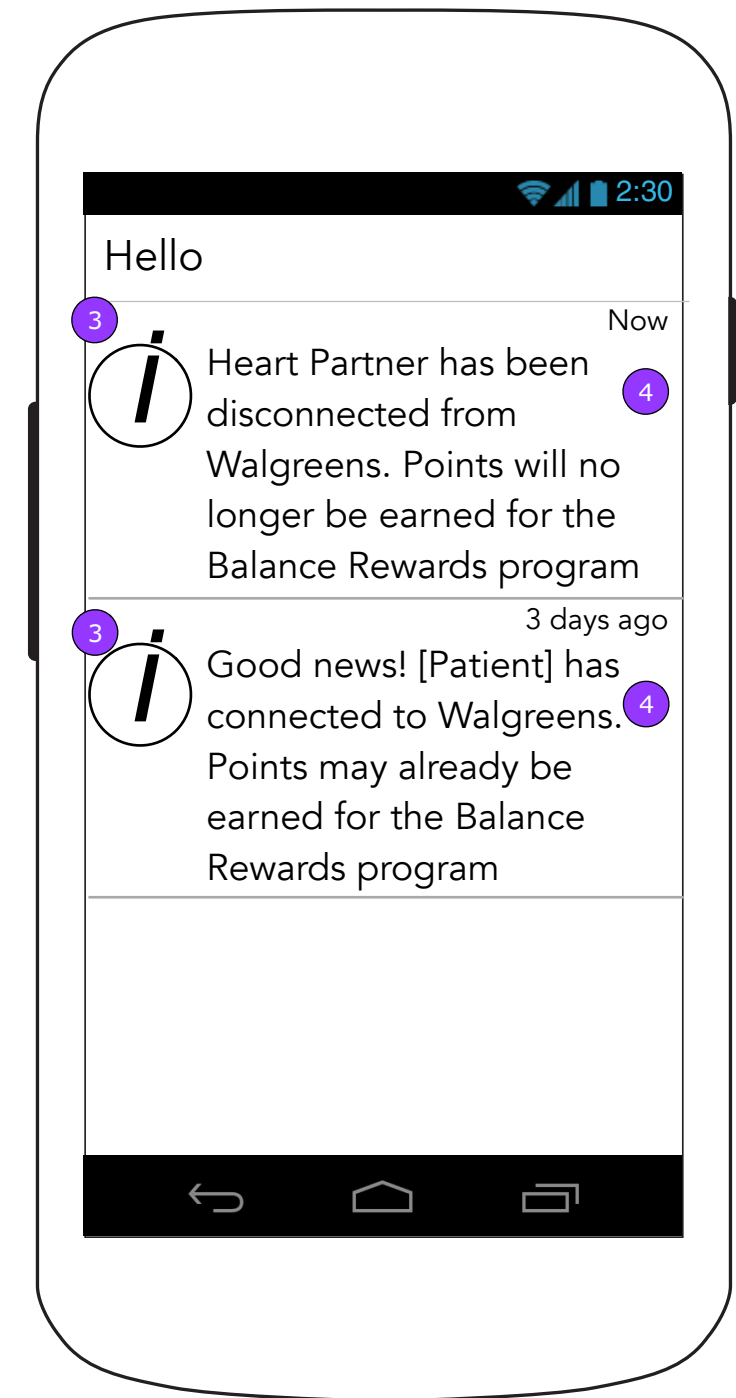 2:30
Hello
3
Now
i
Heart Partner has been
4
disconnected from
Walgreens. Points will no
longer be earned for the
Balance Rewards program
3
3 days ago
i
Good news! [Patient] has
connected to Walgreens.
4
Points may already be
earned for the Balance
Rewards program